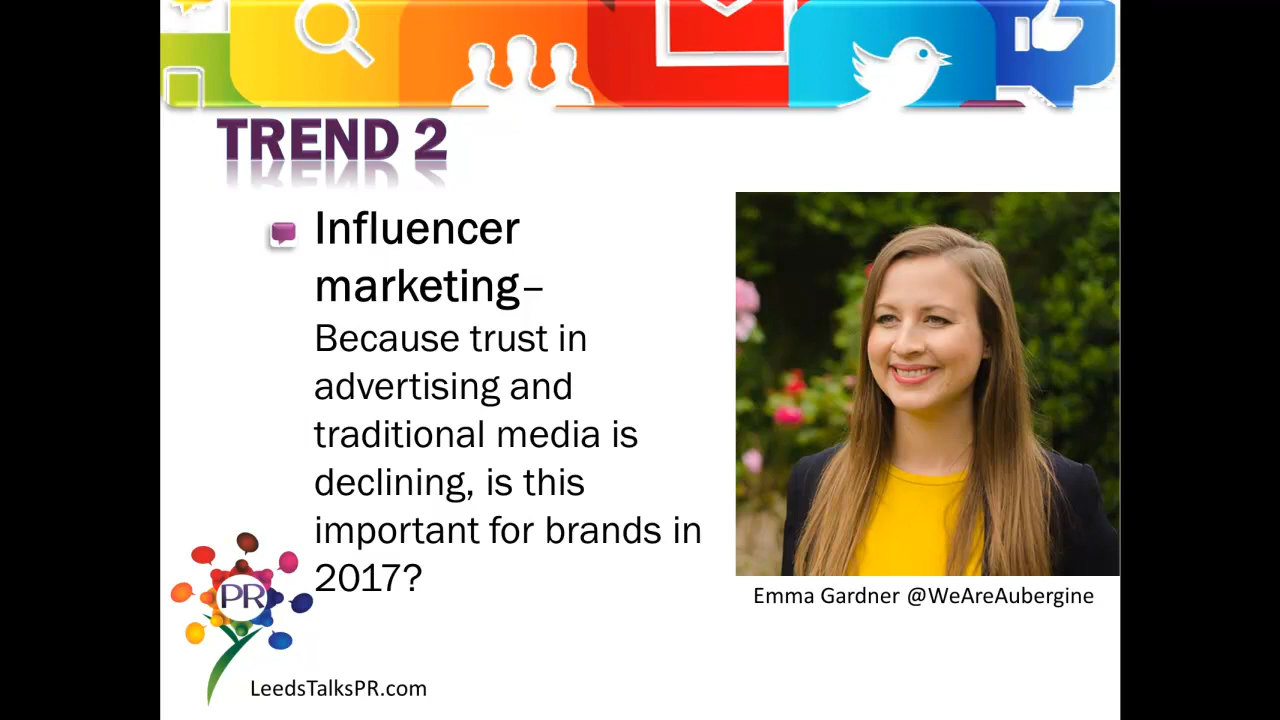 TREND 2
Influencer
marketing–
Because trust in
advertising and
traditional media is
declining, is this
important for brands in
2017?
Emma Gardner @WeAreAubergine
PR
LeedsTalksPR.com